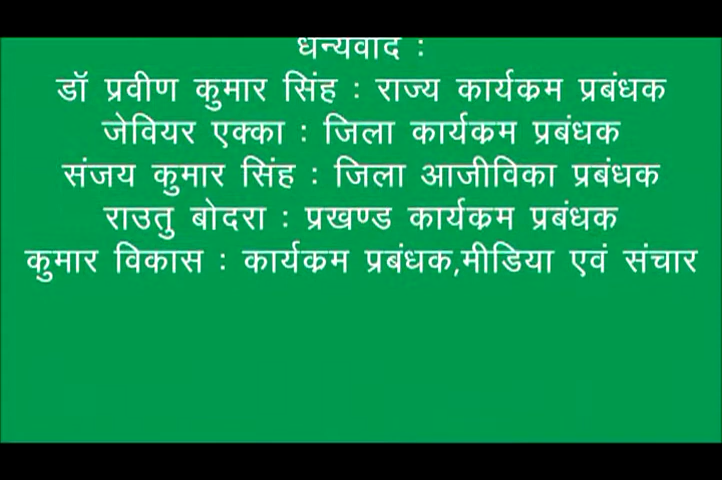 धन्यवाद :
डॉ प्रवीण कुमार सिंह : राज्य कार्यक्रम प्रबंधक
जेवियर एक्का : जिला कार्यक्रम प्रबंधक
संजय कुमार सिंह : जिला आजीविका प्रबंधक
राउतु बोदरा : प्रखण्ड कार्यक्रम प्रबंधक
कुमार विकास : कार्यक्रम प्रबंधक,मीडिया एवं संचार